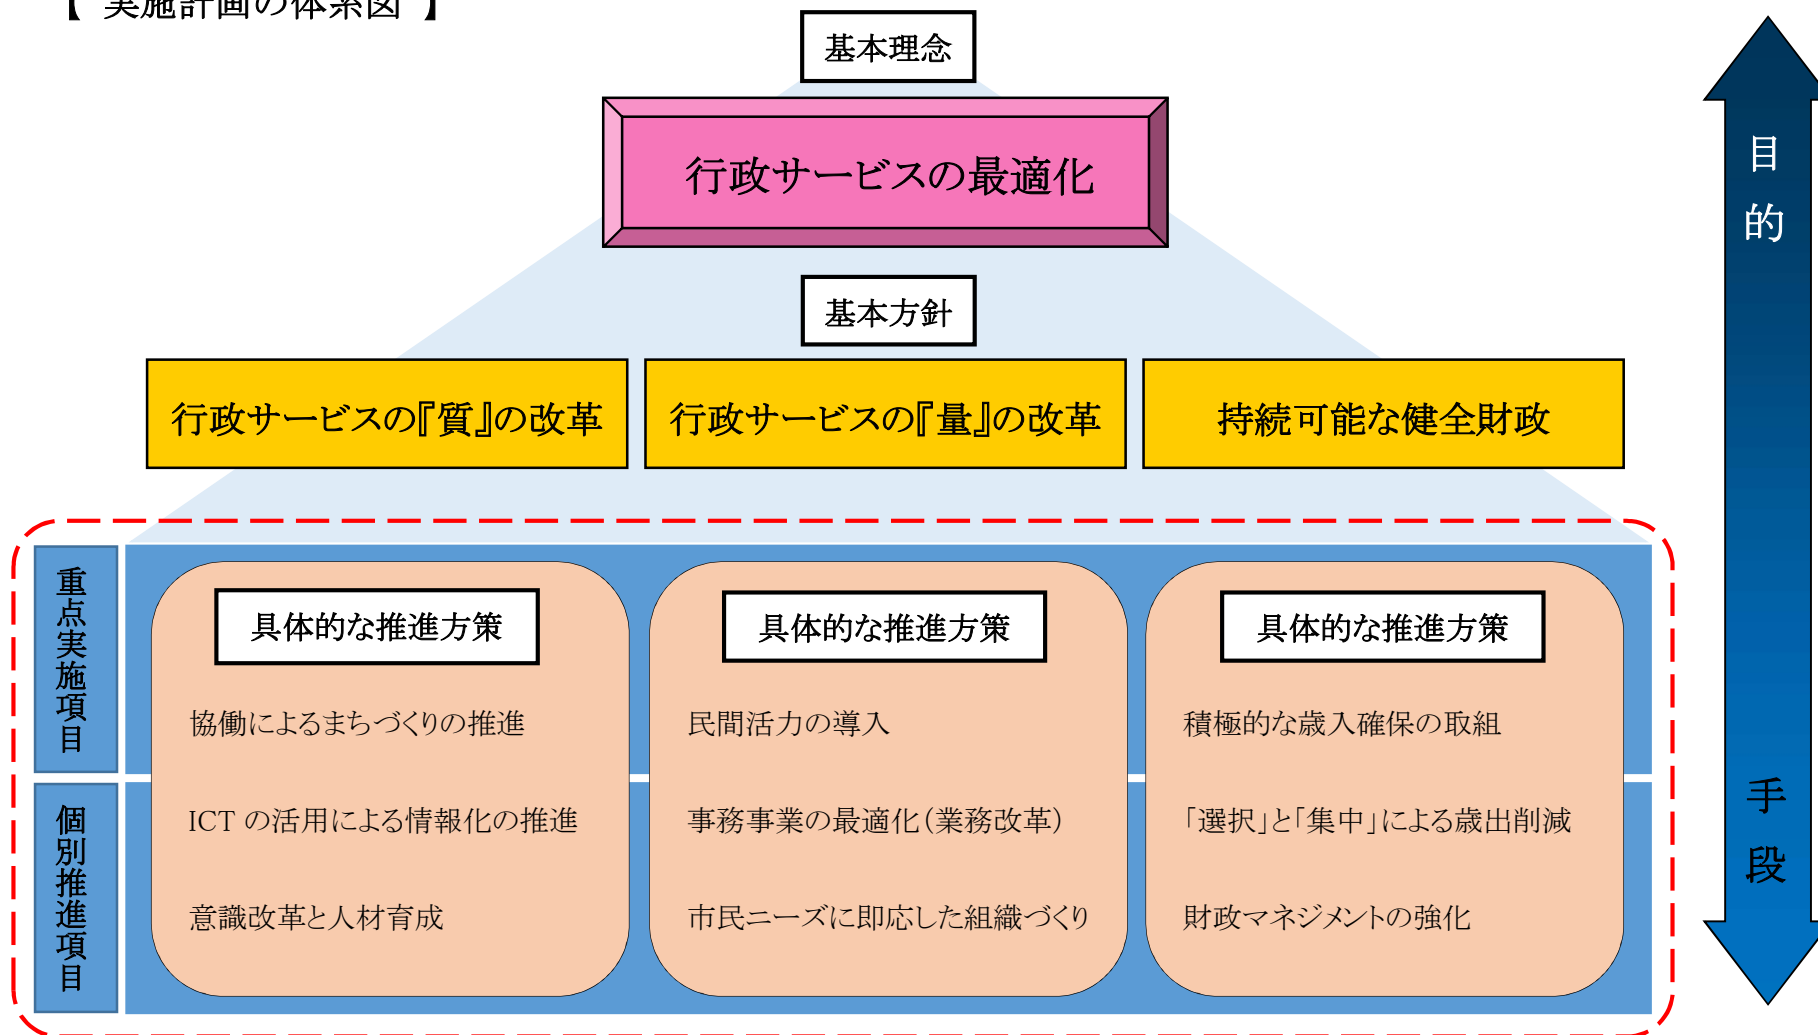 【 実施計画の体系図 】
基本理念
行政サービスの最適化
基本方針
行政サービスの『質』の改革
行政サービスの『量』の改革
持続可能な健全財政
重点実施項目
個別推進項目
具体的な推進方策
協働によるまちづくりの推進
ICT の活用による情報化の推進
意識改革と人材育成
具体的な推進方策
民間活力の導入
事務事業の最適化（業務改革）
市民ニーズに即応した組織づくり
具体的な推進方策
積極的な歳入確保の取組
「選択」と「集中」による歳出削減
財政マネジメントの強化
目的
手段